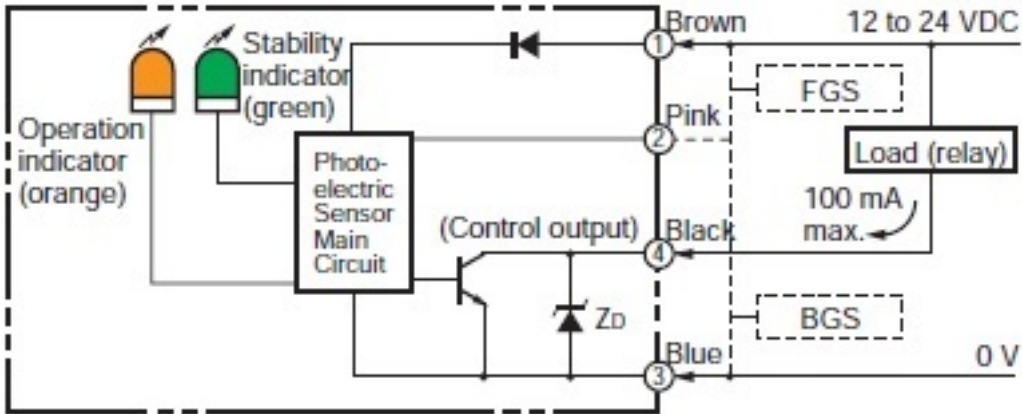 Brown
12 to 24 VDC
1
Stability
indicator
(green)
FGS
Pink
2
Operation
indicator
(orange)
Photo-
electric
Sensor
Main
Circuit
Load (relay)
100 mA
max.
(Control output)
Black
4
ZD
BGS
Blue
0 V
3